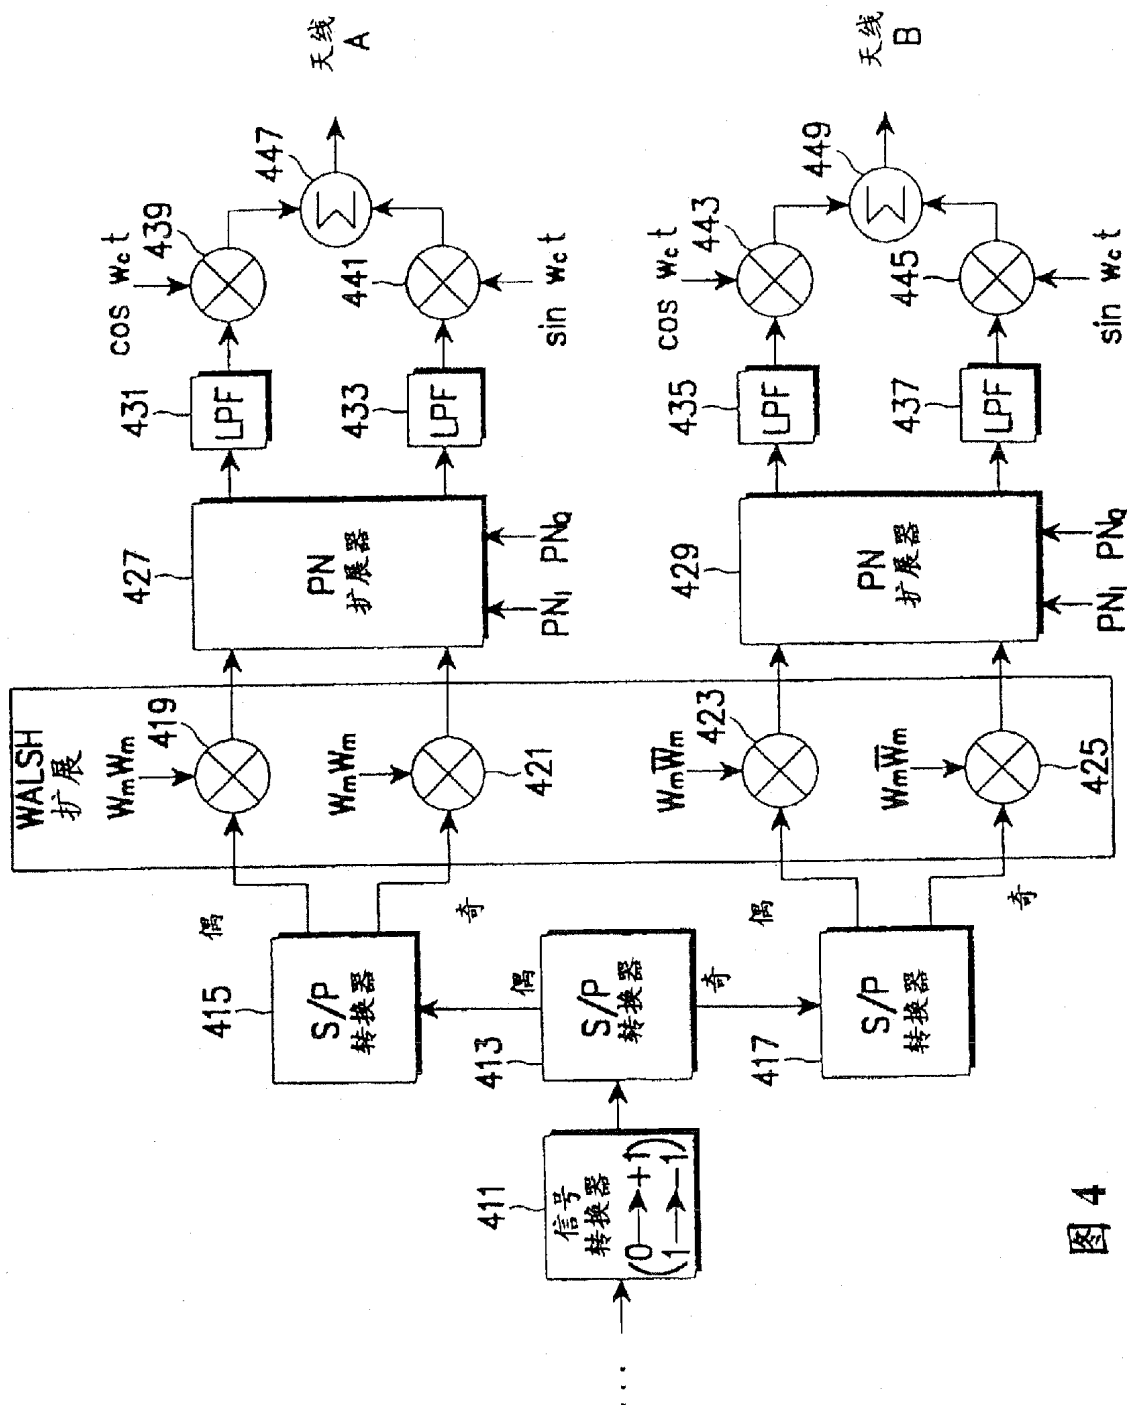 ...
411
信号
转换器
(0→+1)
(1→-1)
413
S/P
转换器
偶
奇
415
S/P
转换器
偶
奇
417
S/P
转换器
偶
奇
WALSH
扩展
WmWm
419
WmWm
421
WmW̅m
423
WmW̅m
425
427
PN
扩展器
PNI PNQ
429
PN
扩展器
PNI PNQ
431
LPF
433
LPF
435
LPF
437
LPF
cos wct
439
441
sin wct
cos wct
443
445
sin wct
447
Σ
449
Σ
天线
A
天线
B
图 4